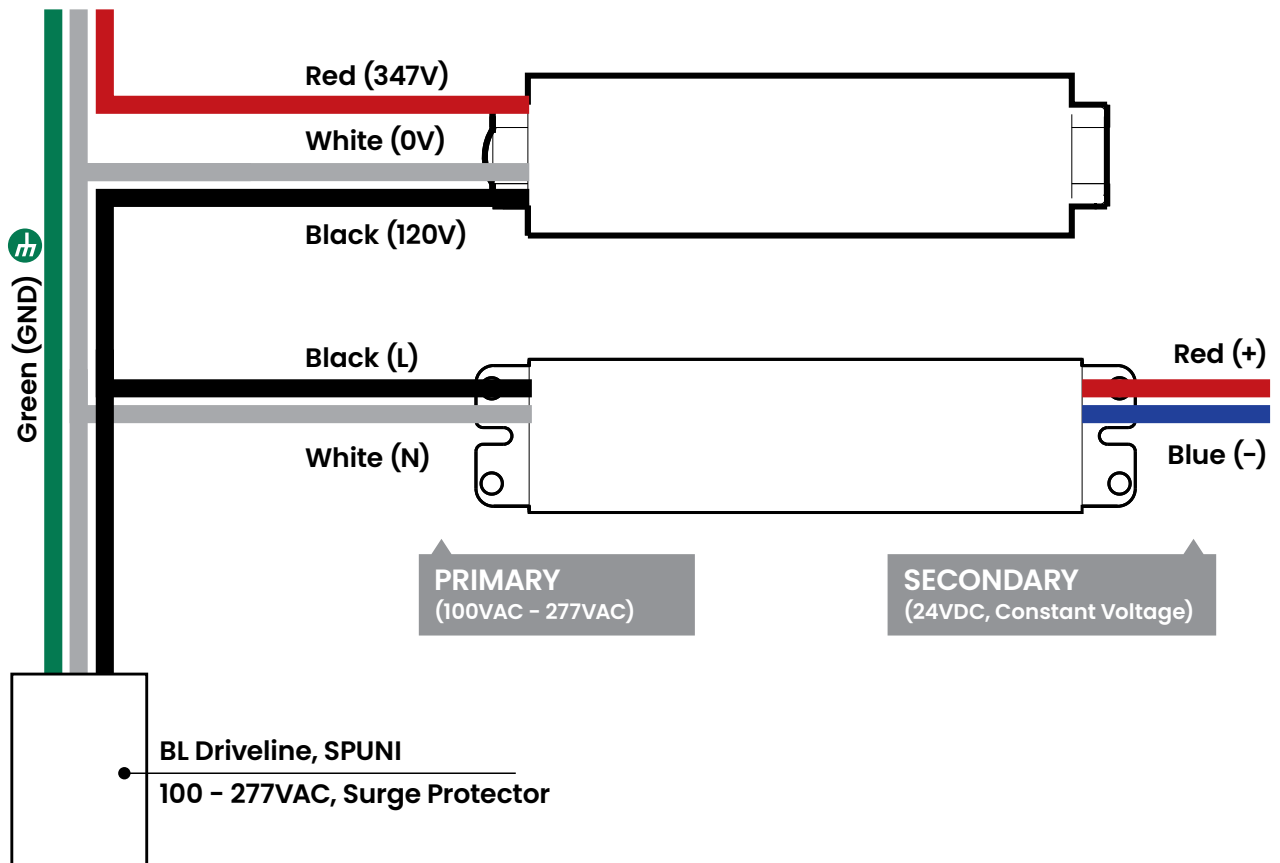 Red (347V)
White (0V)
Black (120V)
Green (GND)
Black (L)
White (N)
Red (+)
Blue (-)
PRIMARY
(100VAC - 277VAC)
SECONDARY
(24VDC, Constant Voltage)
BL Driveline, SPUNI
100 - 277VAC, Surge Protector